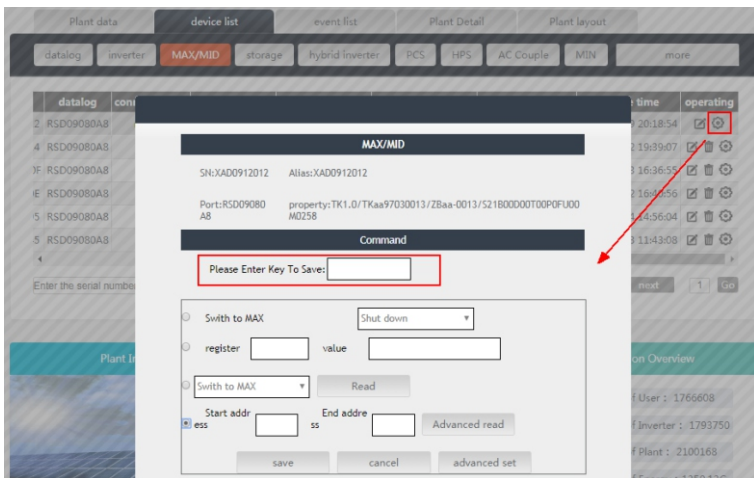 Plant data device list event list Plant Detail Plant layout
datalog inverter MAX/MID storage hybrid inverter PCS HPS AC Couple MIN more
datalog time operating
2 RSD09080A8 20:18:54
4 RSD09080A8 19:39:07
RSD09080A8 16:36:55
RSD09080A8
5 RSD09080A8 14:56:04
5 RSD09080A8 11:43:08
Enter the serial number next 1 Go
MAX/MID
SN:XAD0912012 Alias:XAD0912012
Port:RSD09080 property:TK1.0/TKaa97030013/ZBaa-0013/S21B00D00T00P0FU00
A8 M0258
Command
Please Enter Key To Save:
Swith to MAX Shut down
register value
Swith to MAX Read
Start addr End addre
ess ss Advanced read
save cancel advanced set
Plant on Overview
f User : 1766608
f Inverter : 1793750
f Plant : 2100168